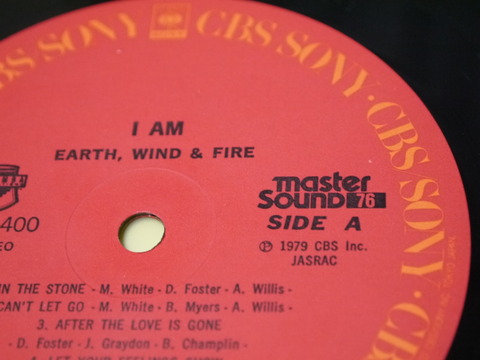 CBS SONY CBS SONY · CBS/SONY · CBS
I AM
EARTH, WIND & FIRE
master
sound 76
400
SIDE A
EO
℗ 1979 CBS Inc.
JASRAC
IN THE STONE - M. White - D. Foster - A. Willis -
CAN'T LET GO - M. White - B. Myers - A. Willis -
3. AFTER THE LOVE IS GONE
- D. Foster - J. Graydon - B. Champlin -